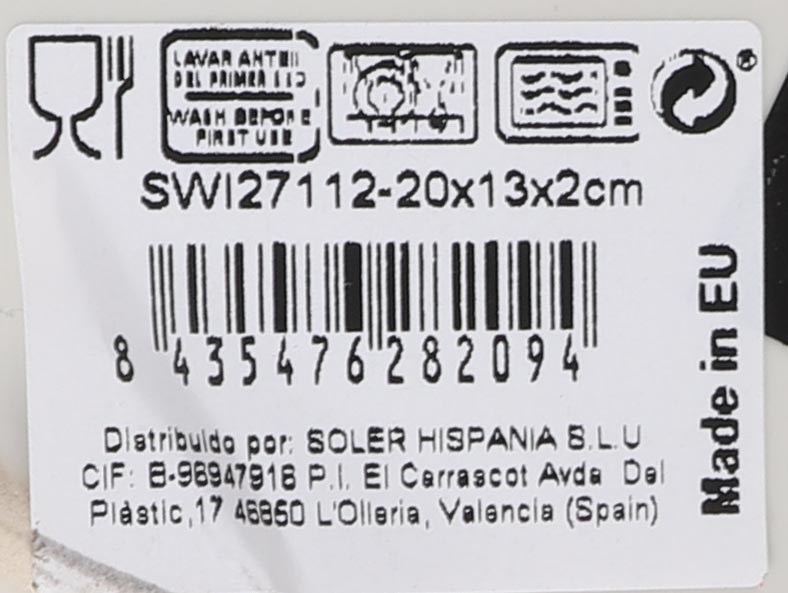 LAVAR ANTES
DEL PRIMER USO
WASH BEFORE
FIRST USE
®
SWI27112-20x13x2cm
8 435476 282094
Made in EU
Distribuido por: SOLER HISPANIA S.L.U
CIF: B-96947916 P.I. El Carrascot Avda Del
Plàstic,17 46850 L'Olleria, Valencia (Spain)